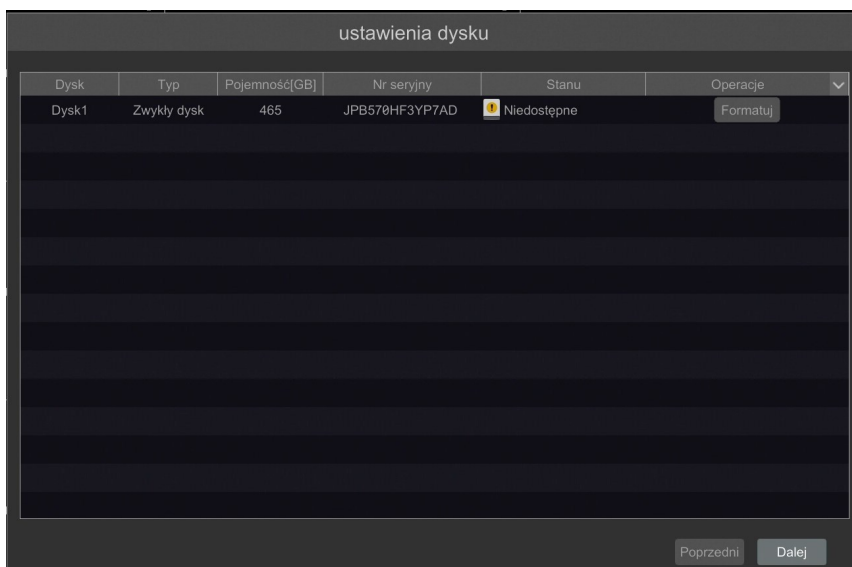 ustawienia dysku
Dysk Typ Pojemność[GB] Nr seryjny Stanu Operacje
Dysk1 Zwykły dysk 465 JPB570HF3YP7AD Niedostępne Formatuj
Poprzedni Dalej